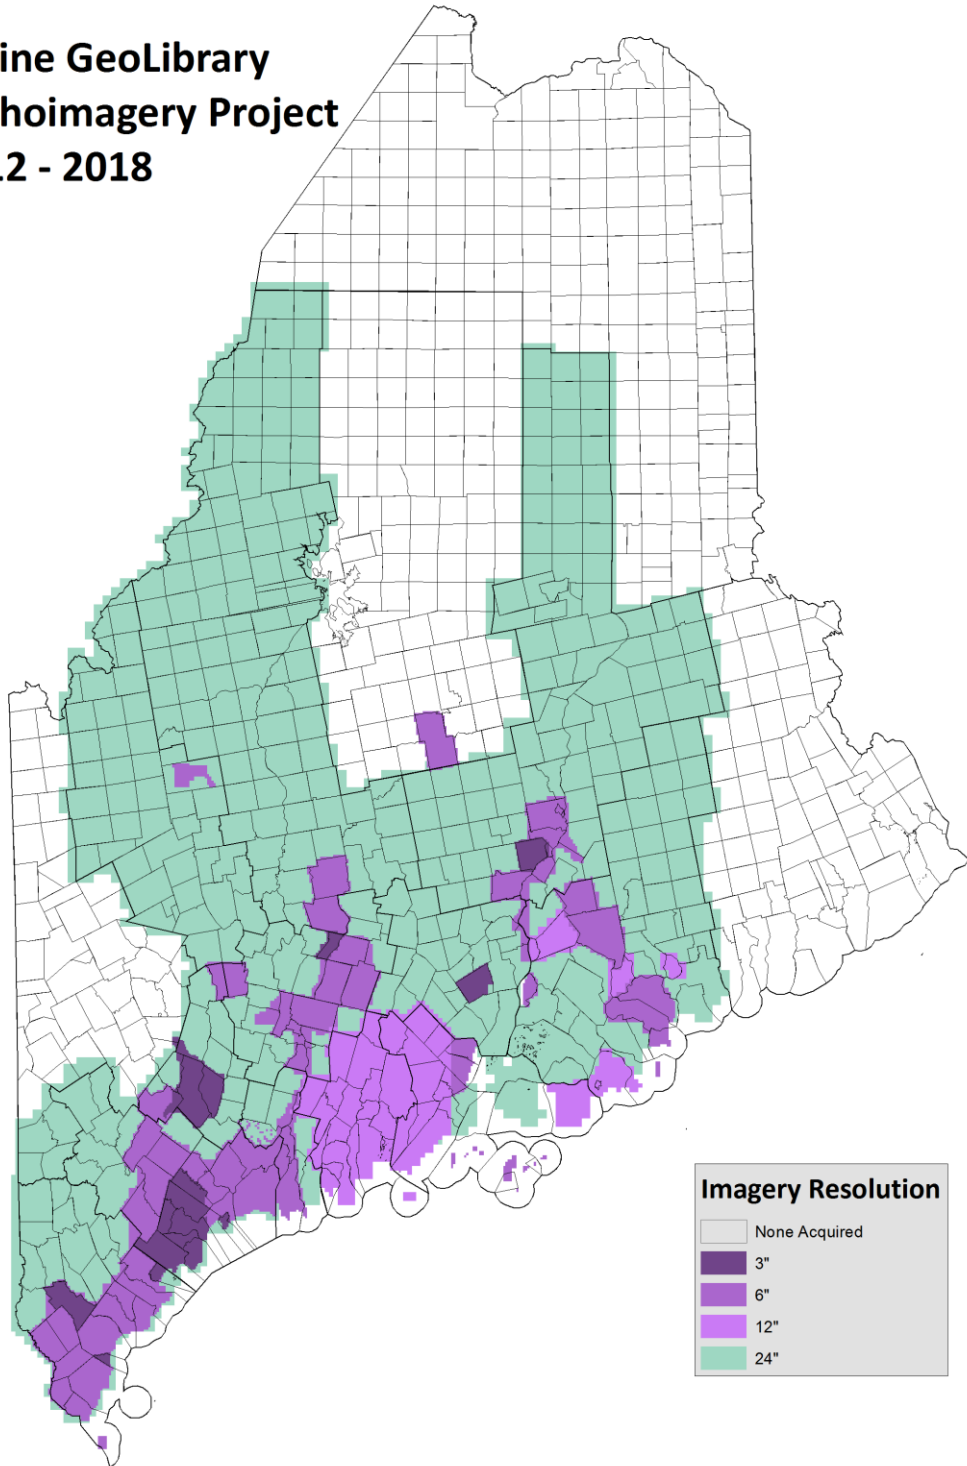 ine GeoLibrary
hoimagery Project
.2 - 2018
Imagery Resolution
None Acquired
3"
6"
12"
24"